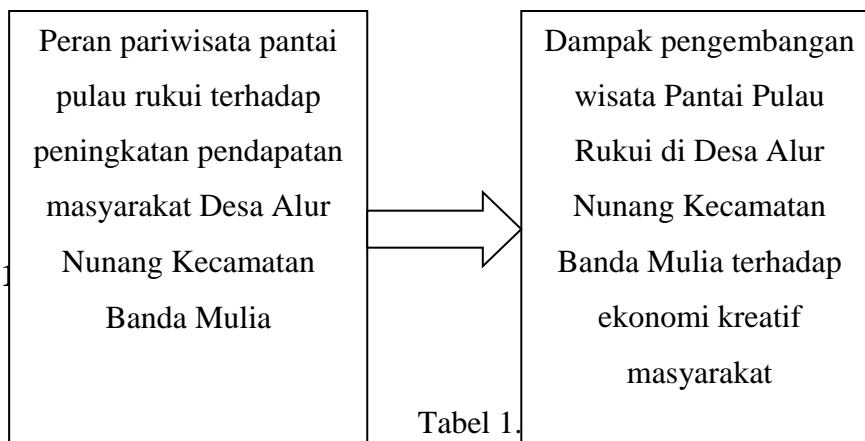 Peran pariwisata pantai
pulau rukui terhadap
peningkatan pendapatan
masyarakat Desa Alur
Nunang Kecamatan
Banda Mulia
Dampak pengembangan
wisata Pantai Pulau
Rukui di Desa Alur
Nunang Kecamatan
Banda Mulia terhadap
ekonomi kreatif
masyarakat
Tabel 1.